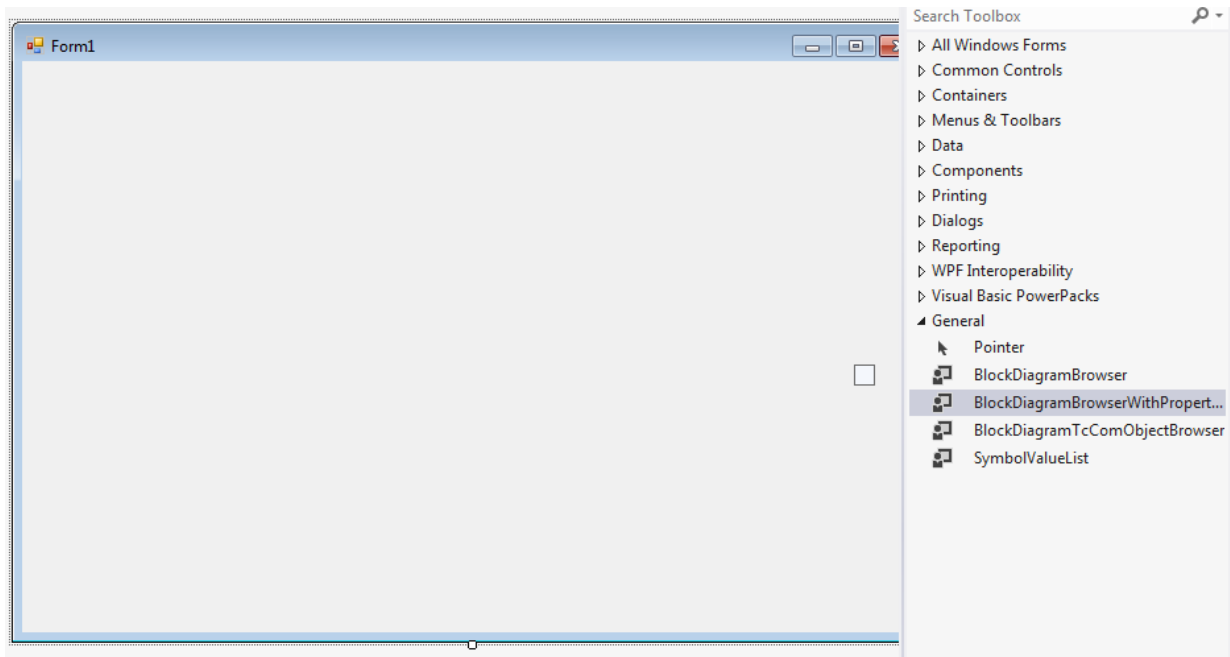 Form1
Search Toolbox
All Windows Forms
Common Controls
Containers
Menus & Toolbars
Data
Components
Printing
Dialogs
Reporting
WPF Interoperability
Visual Basic PowerPacks
General
Pointer
BlockDiagramBrowser
BlockDiagramBrowserWithPropert...
BlockDiagramTcComObjectBrowser
SymbolValueList